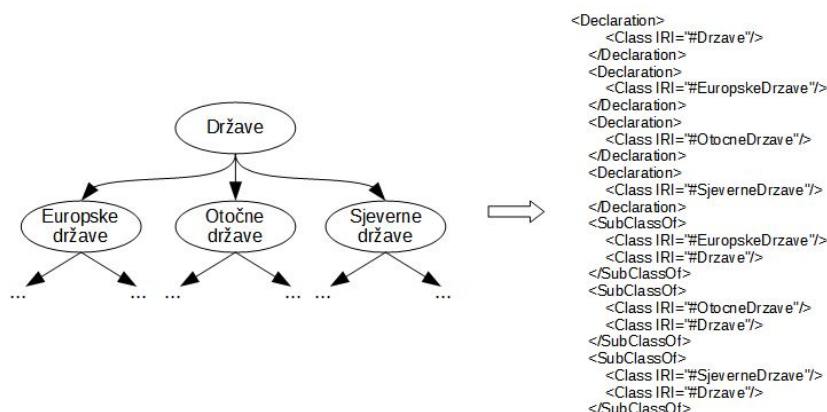 Države
Europske
države
Otočne
države
Sjeverne
države
... ... ... ... ... ...
<Declaration>
<Class IRI="#Drzave"/>
</Declaration>
<Declaration>
<Class IRI="#EuropskeDrzave"/>
</Declaration>
<Declaration>
<Class IRI="#OtocneDrzave"/>
</Declaration>
<Declaration>
<Class IRI="#SjeverneDrzave"/>
</Declaration>
<SubClassOf>
<Class IRI="#EuropskeDrzave"/>
<Class IRI="#Drzave"/>
</SubClassOf>
<SubClassOf>
<Class IRI="#OtocneDrzave"/>
<Class IRI="#Drzave"/>
</SubClassOf>
<SubClassOf>
<Class IRI="#SjeverneDrzave"/>
<Class IRI="#Drzave"/>
</SubClassOf>